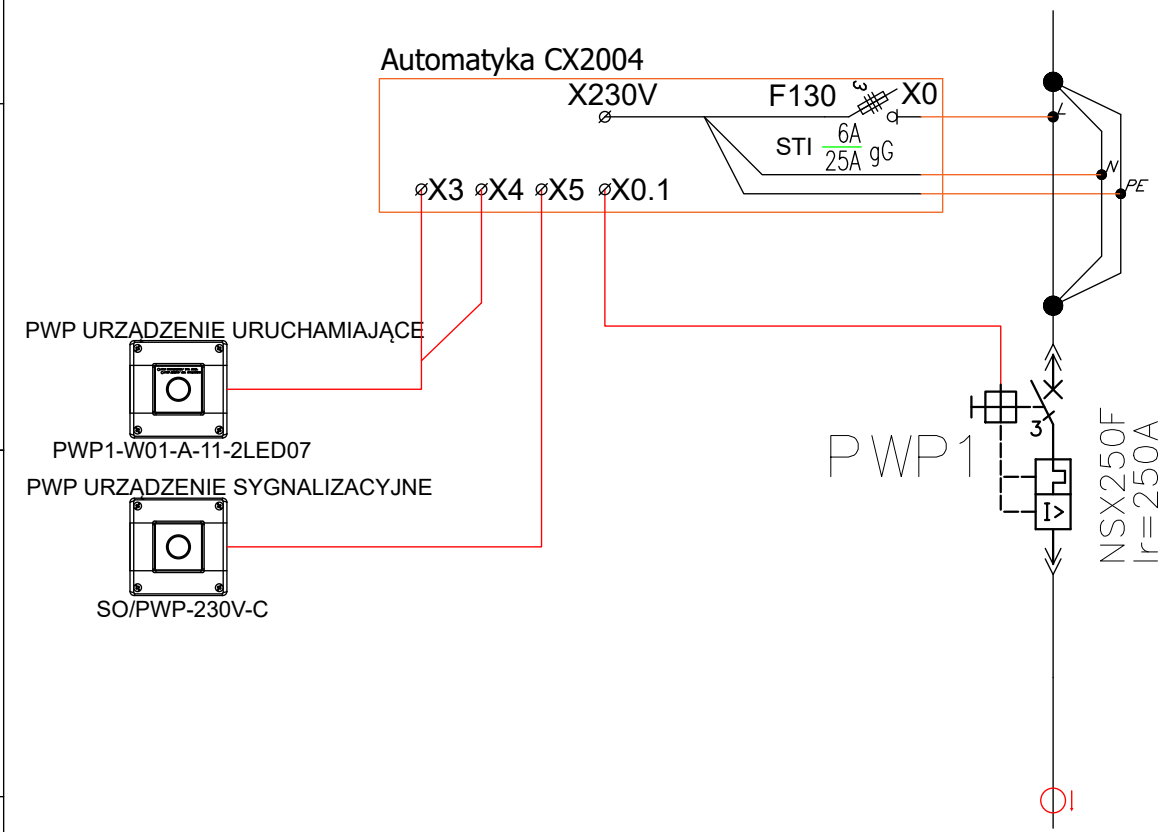 Automatyka CX2004
X230V
F130
3
X0
L
STI 6A
25A gG
N
PE
X3
X4
X5
X0.1
PWP URZĄDZENIE URUCHAMIAJĄCE
PWP1-W01-A-11-2LED07
PWP URZĄDZENIE SYGNALIZACYJNE
SO/PWP-230V-C
PWP1
3
I>
NSX250F
Ir=250A